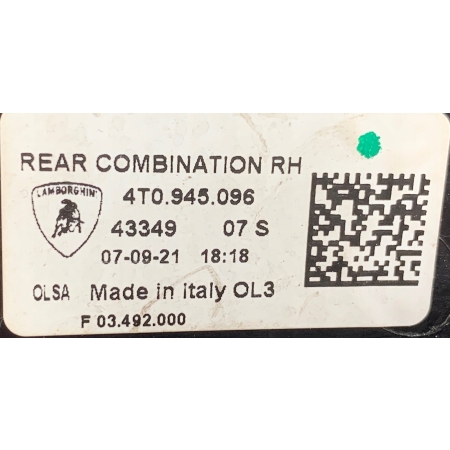 REAR COMBINATION RH
LAMBORGHINI
4T0.945.096
43349 07 S
07-09-21 18:18
OLSA Made in Italy OL3
F 03.492.000